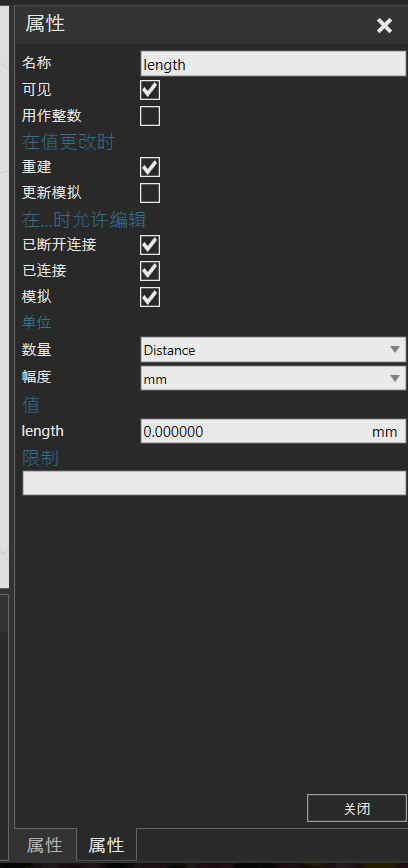 属性
名称 length
可见
用作整数
在值更改时
重建
更新模拟
在...时允许编辑
已断开连接
已连接
模拟
单位
数量 Distance
幅度 mm
值
length 0.000000 mm
限制
关闭
属性 属性